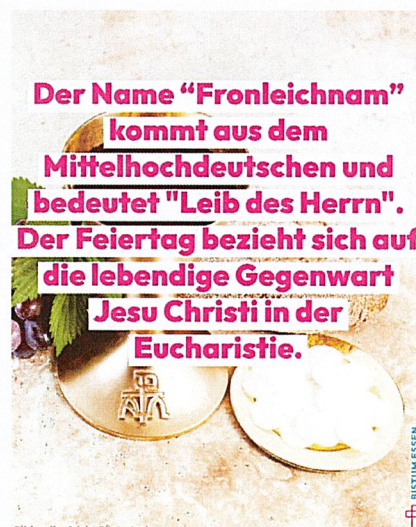 Der Name “Fronleichnam”
kommt aus dem
Mittelhochdeutschen und
bedeutet "Leib des Herrn".
Der Feiertag bezieht sich auf
die lebendige Gegenwart
Jesu Christi in der
Eucharistie.
BISTUM ESSEN